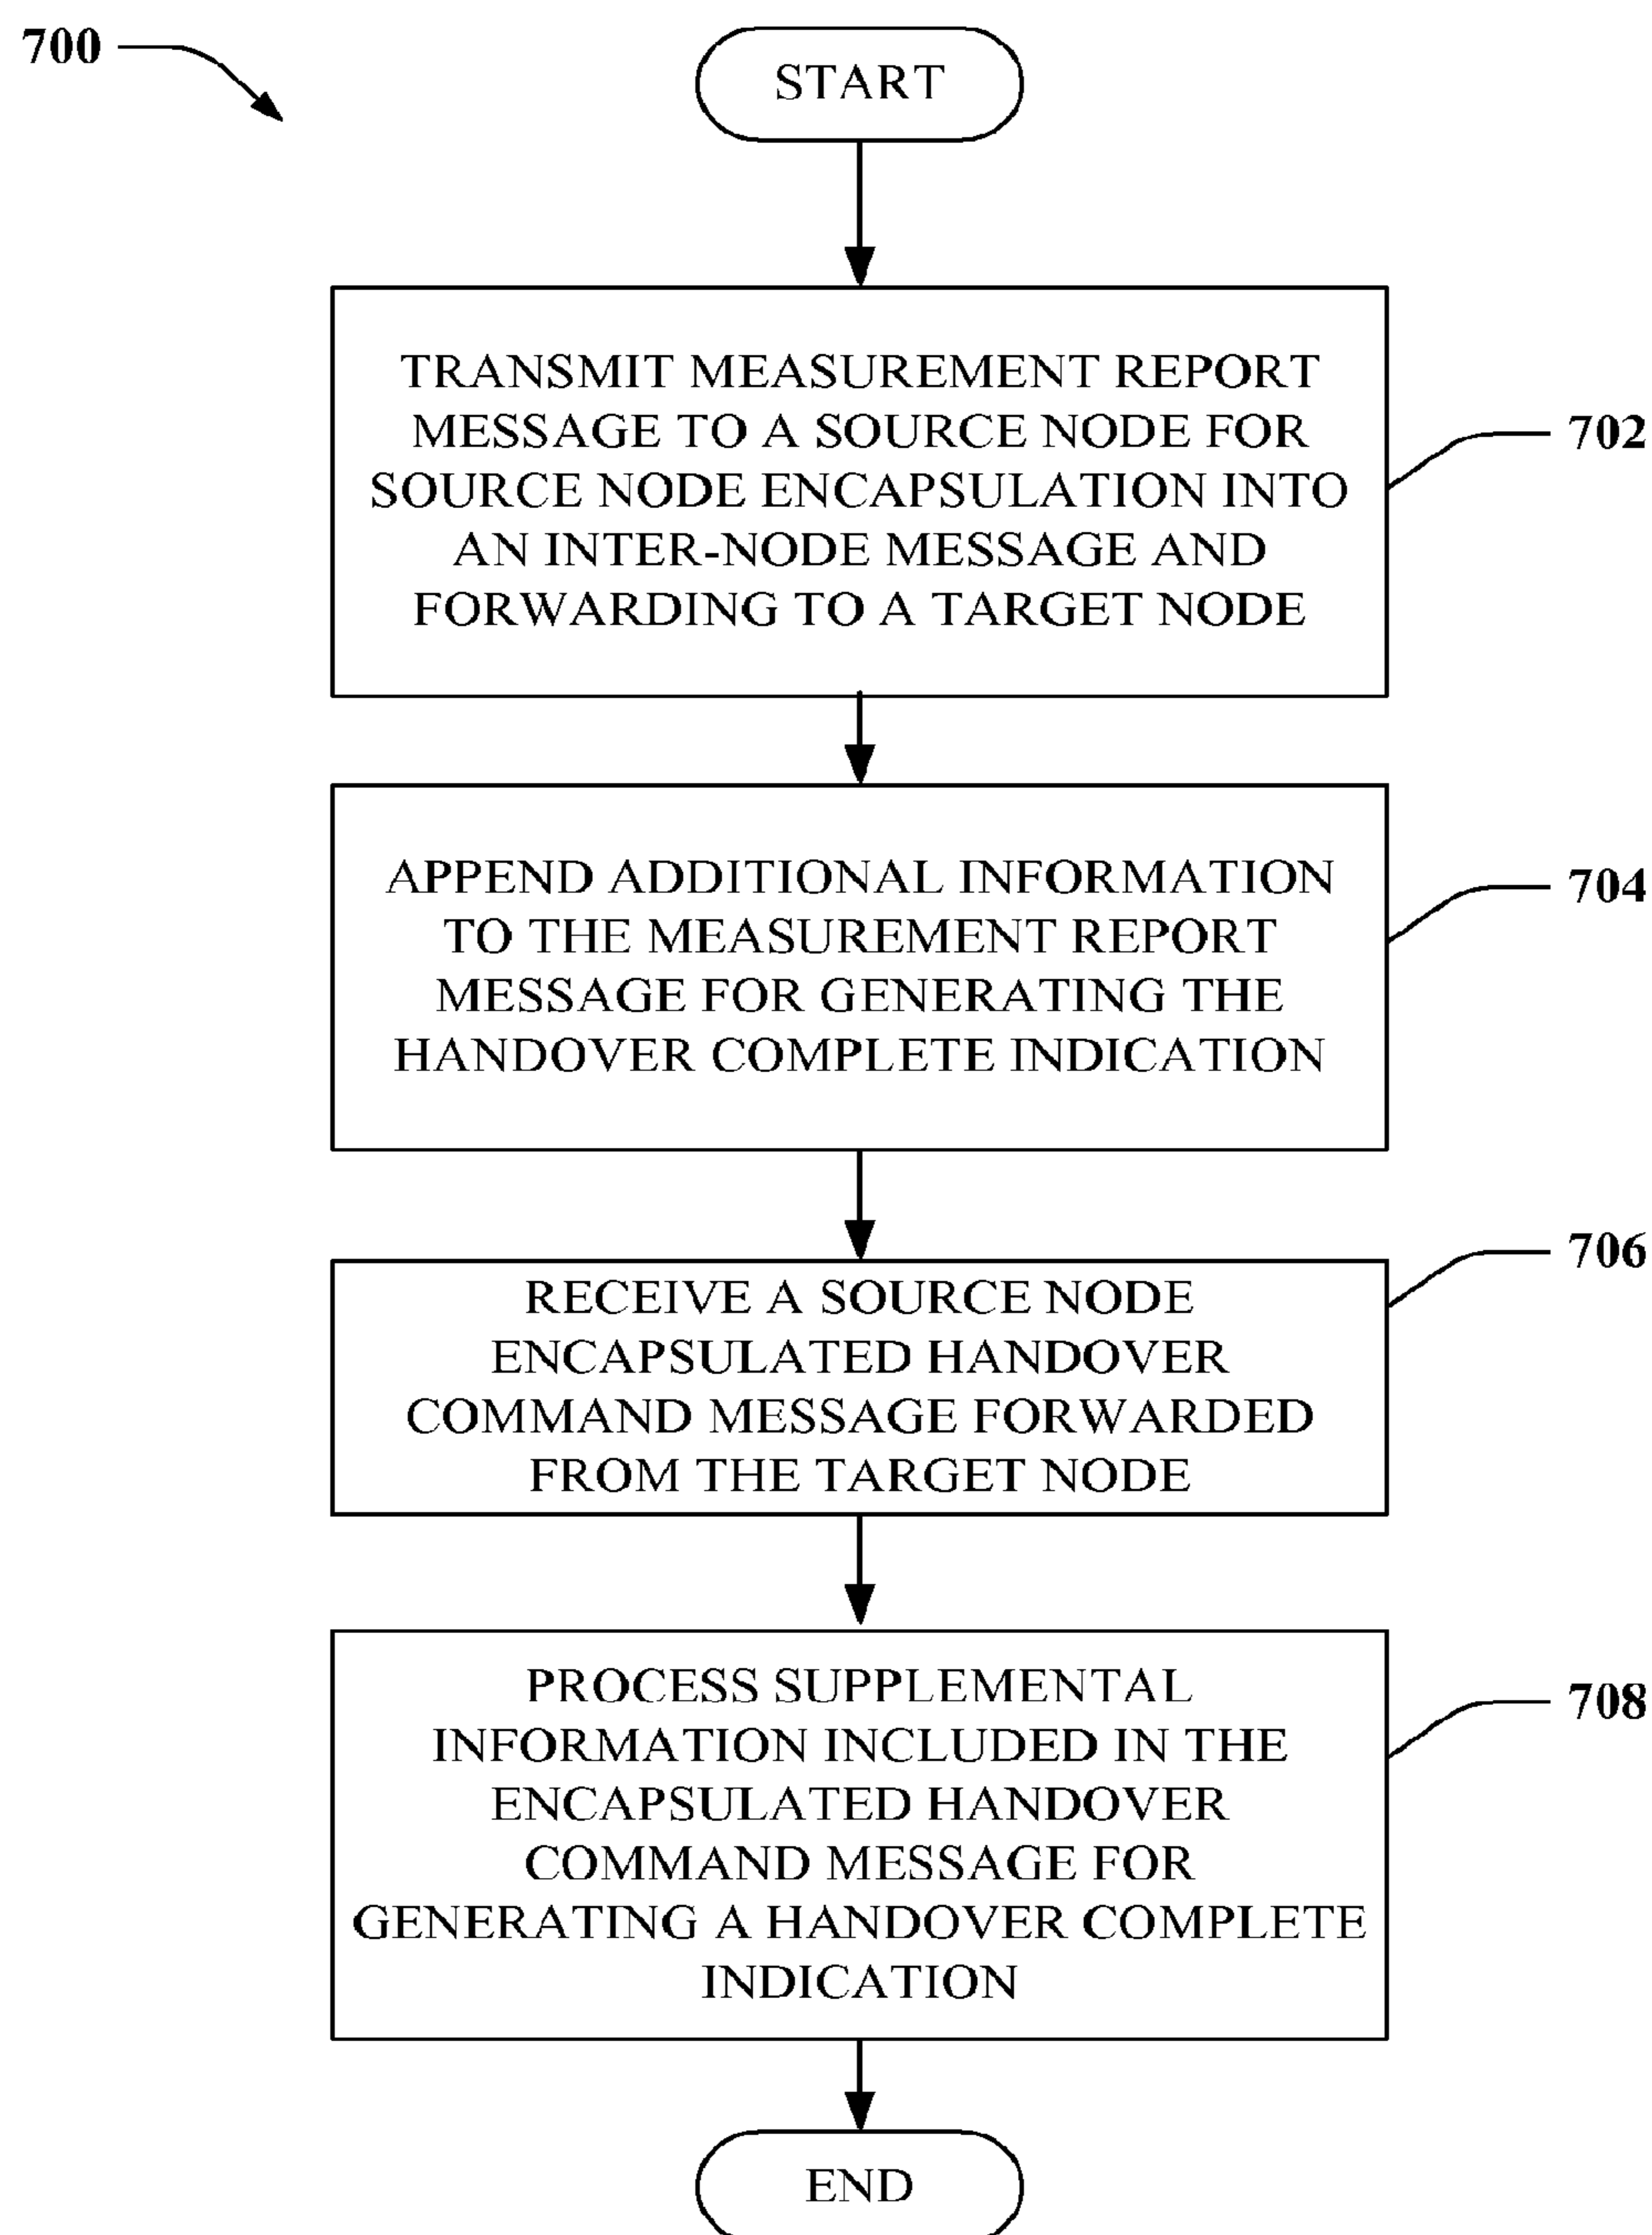 700
START
TRANSMIT MEASUREMENT REPORT
MESSAGE TO A SOURCE NODE FOR
SOURCE NODE ENCAPSULATION INTO
AN INTER-NODE MESSAGE AND
FORWARDING TO A TARGET NODE
702
APPEND ADDITIONAL INFORMATION
TO THE MEASUREMENT REPORT
MESSAGE FOR GENERATING THE
HANDOVER COMPLETE INDICATION
704
RECEIVE A SOURCE NODE
ENCAPSULATED HANDOVER
COMMAND MESSAGE FORWARDED
FROM THE TARGET NODE
706
PROCESS SUPPLEMENTAL
INFORMATION INCLUDED IN THE
ENCAPSULATED HANDOVER
COMMAND MESSAGE FOR
GENERATING A HANDOVER COMPLETE
INDICATION
708
END